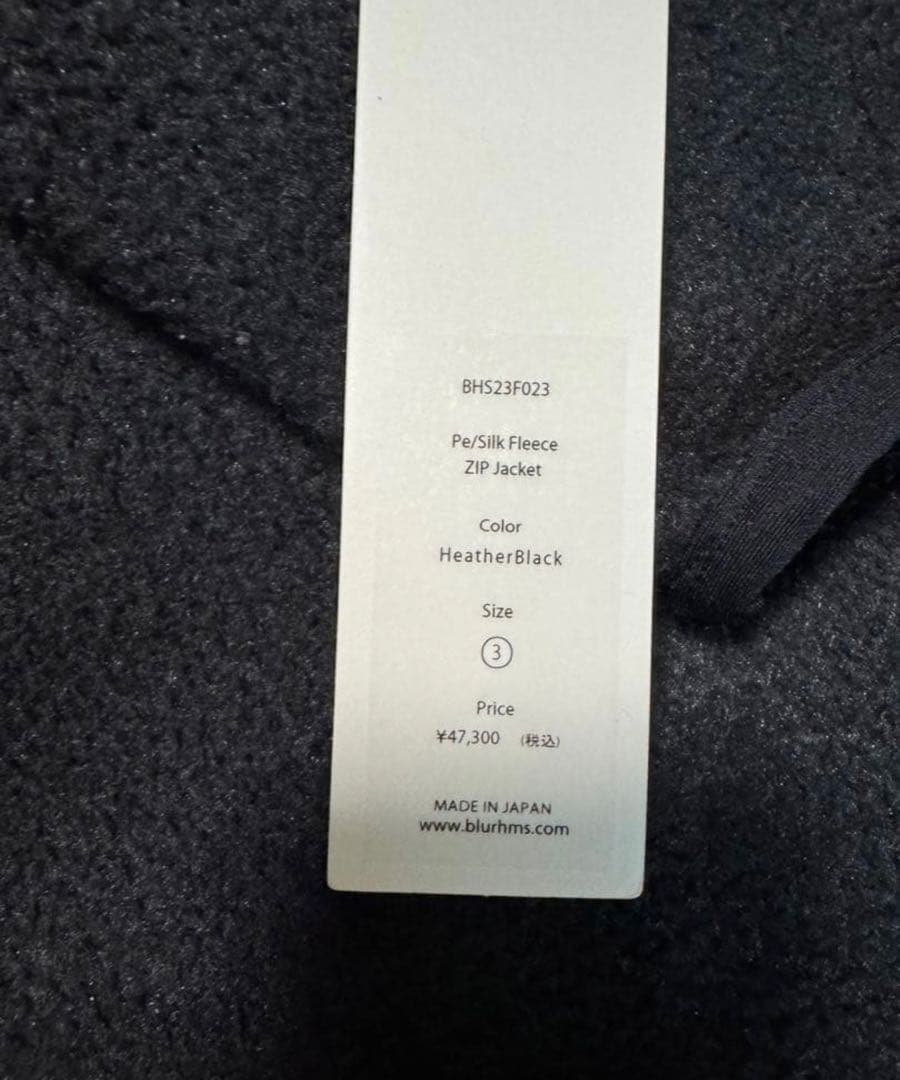 BHS23F023
Pe/Silk Fleece
ZIP Jacket
Color
HeatherBlack
Size
③
Price
¥47,300 (税込)
MADE IN JAPAN
www.blurhms.com